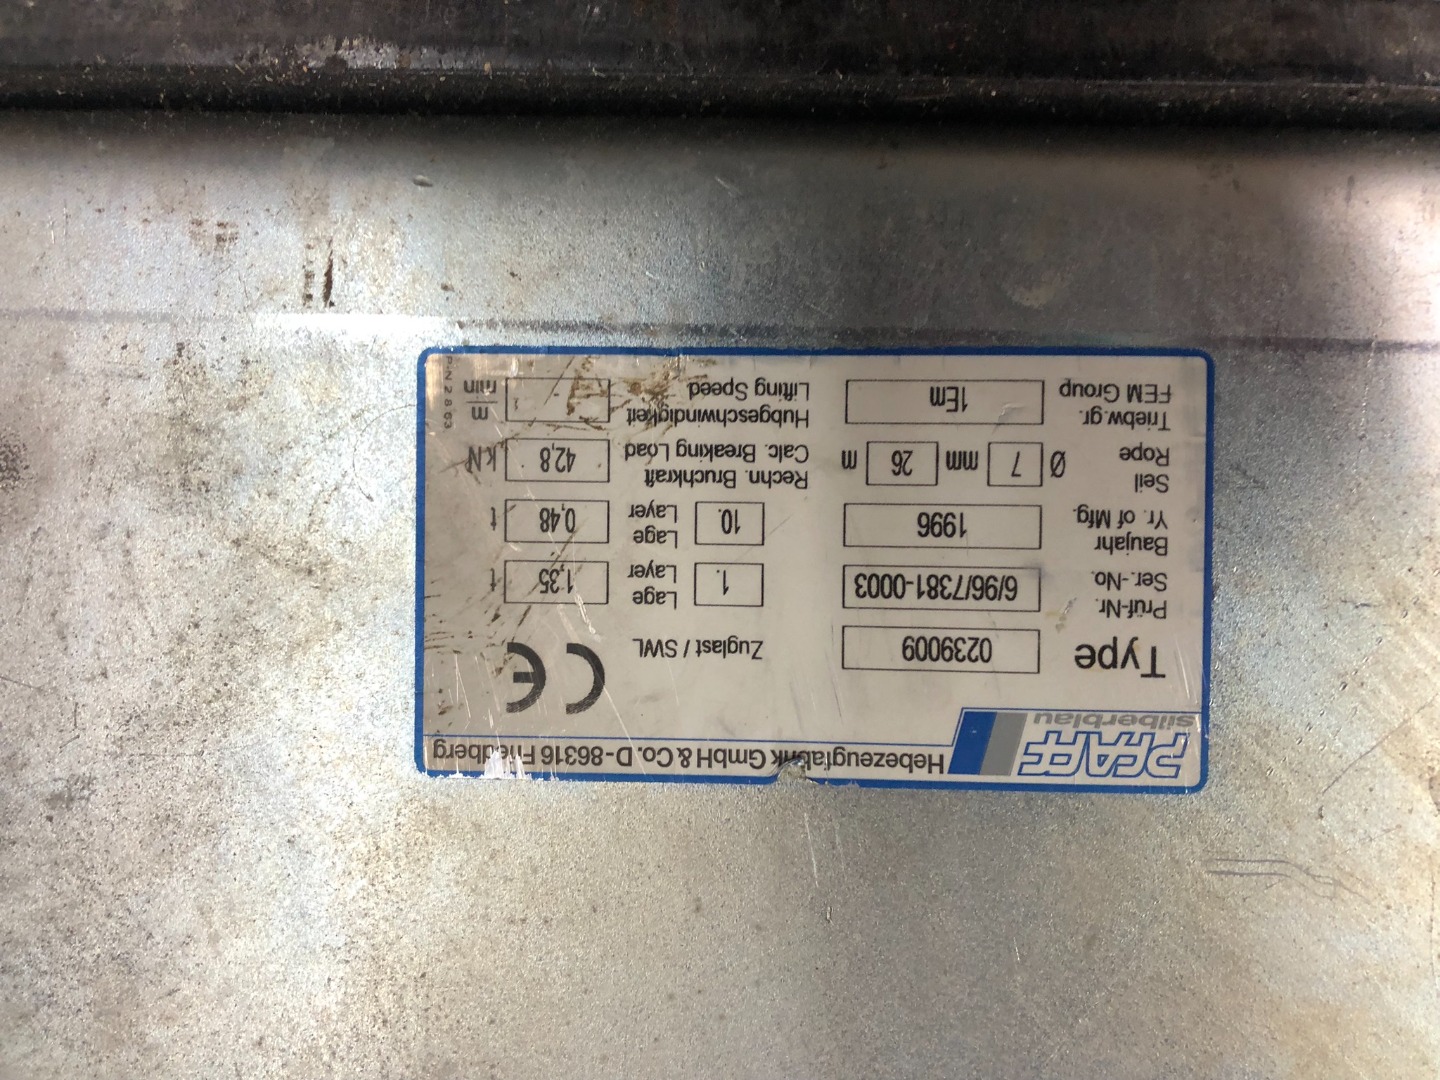 PFAFF
silberblau
Hebezeugfabrik GmbH & Co. D-86316 Friedberg
Type 0239009
Zuglast / SWL
CE
Prüf-Nr.
Ser.-No. 6/96/7381-0003
1. Lage
Layer 1,35 t
Baujahr
Yr. of Mfg. 1996
10. Lage
Layer 0,48 t
Seil
Rope Ø 7 mm 26 m
Rechn. Bruchkraft
Calc. Breaking Load 42,8 kN
Triebw.gr.
FEM Group 1Em
Hubgeschwindigkeit
Lifting Speed - m
min